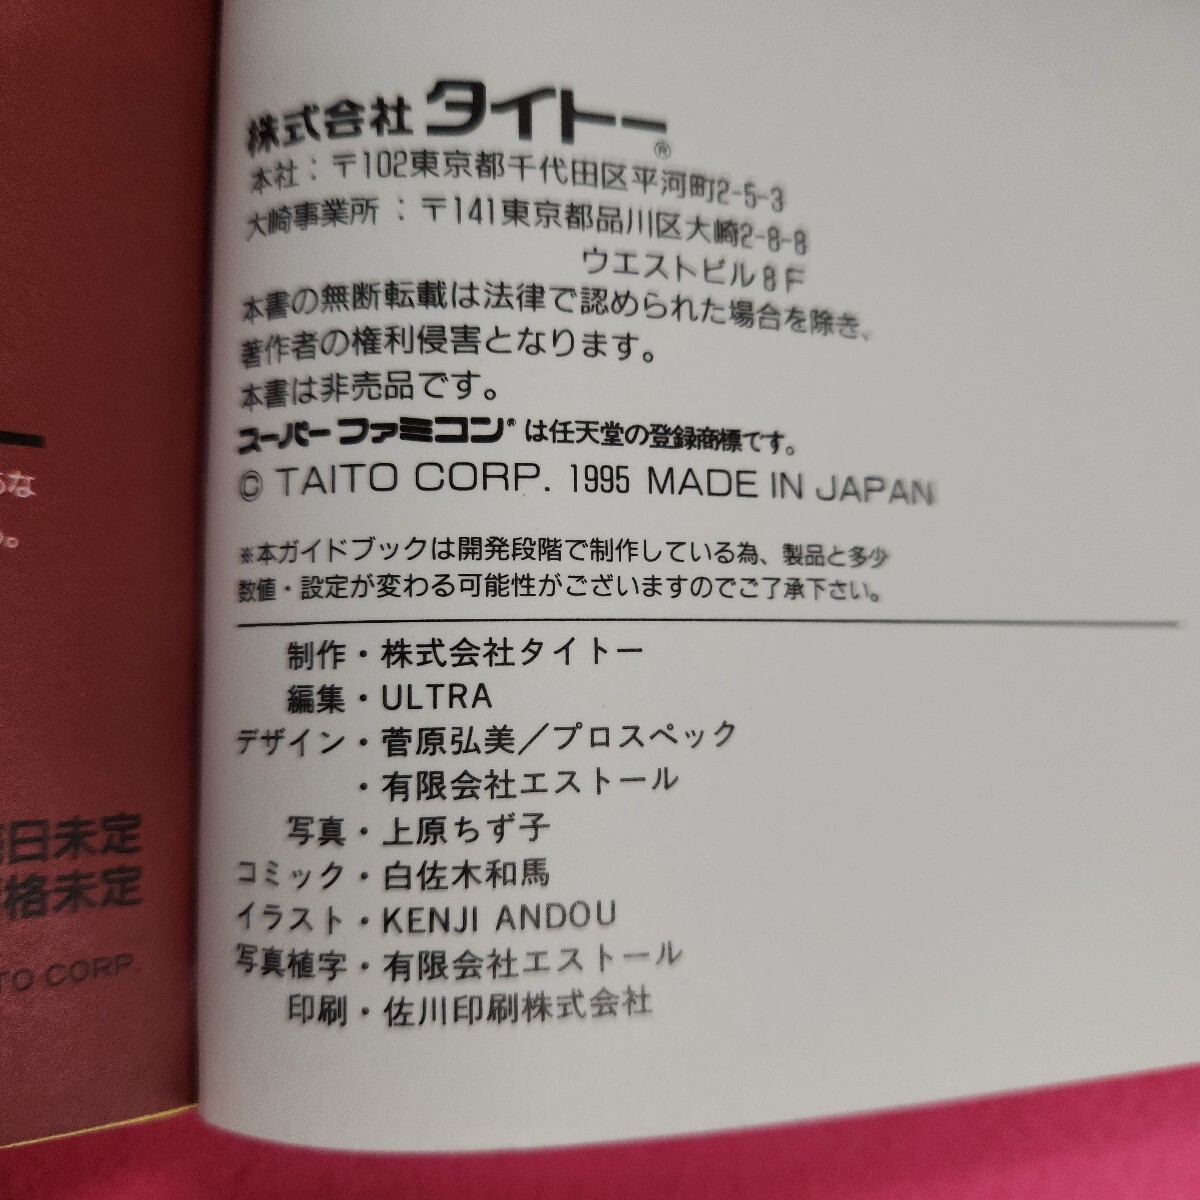 株式会社 タイトー®
本社：〒102東京都千代田区平河町2-5-3
大崎事業所：〒141東京都品川区大崎2-8-8
ウエストビル8F
本書の無断転載は法律で認められた場合を除き、
著作者の権利侵害となります。
本書は非売品です。
スーパーファミコン®は任天堂の登録商標です。
© TAITO CORP. 1995 MADE IN JAPAN
※本ガイドブックは開発段階で制作している為、製品と多少
数値・設定が変わる可能性がございますのでご了承下さい。
制作・株式会社タイトー
編集・ULTRA
デザイン・菅原弘美／プロスペック
・有限会社エストール
写真・上原ちず子
コミック・白佐木和馬
イラスト・KENJI ANDOU
写真植字・有限会社エストール
印刷・佐川印刷株式会社
な
。
日未定
格未定
TO CORP.